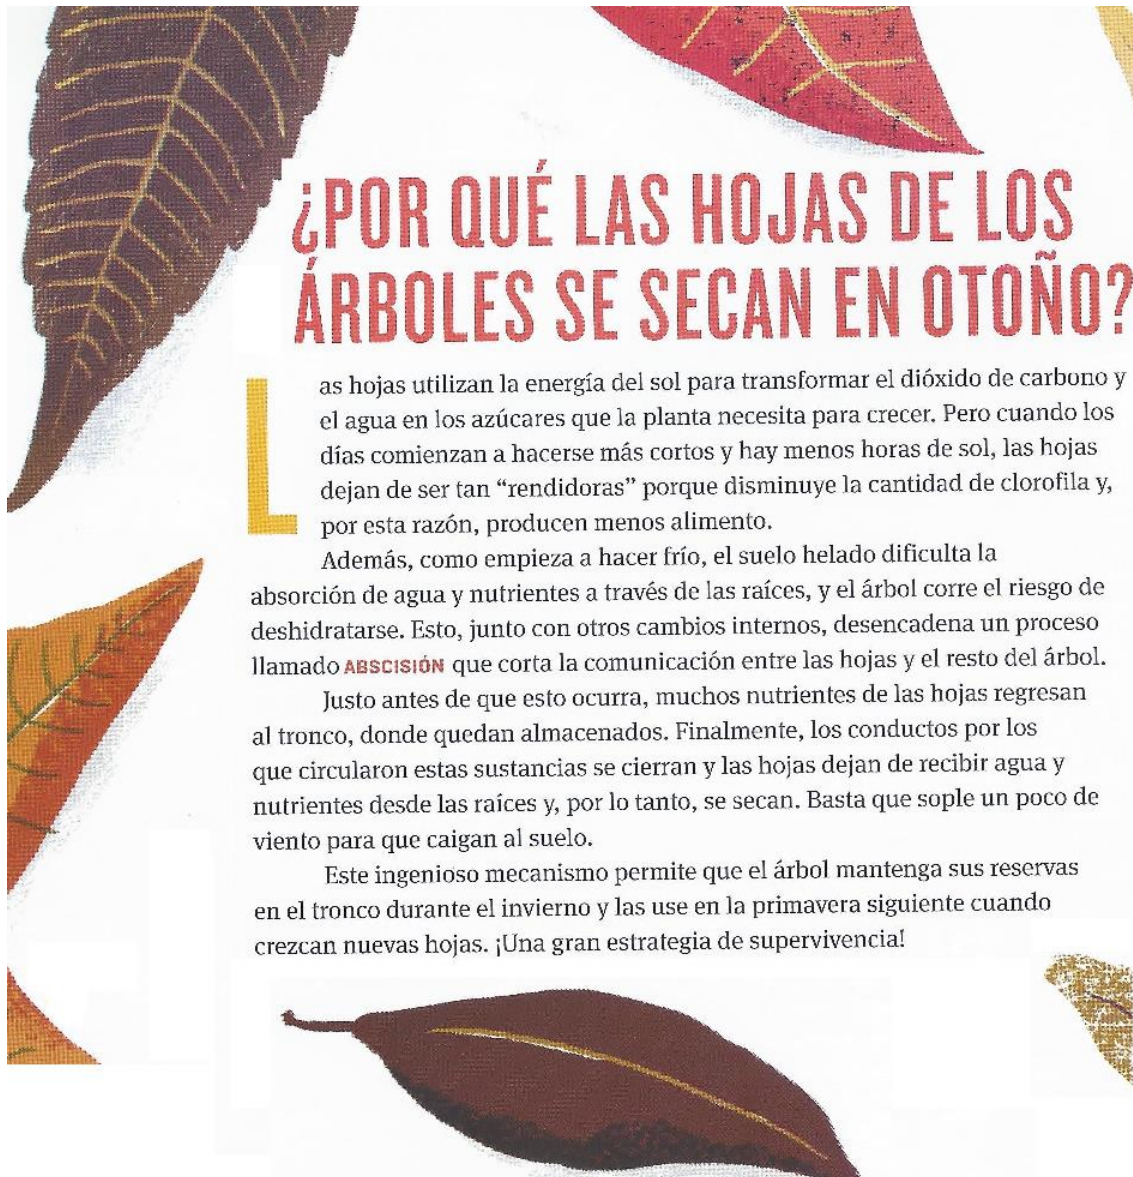 ¿POR QUÉ LAS HOJAS DE LOS
ÁRBOLES SE SECAN EN OTOÑO?
Las hojas utilizan la energía del sol para transformar el dióxido de carbono y
el agua en los azúcares que la planta necesita para crecer. Pero cuando los
días comienzan a hacerse más cortos y hay menos horas de sol, las hojas
dejan de ser tan “rendidoras” porque disminuye la cantidad de clorofila y,
por esta razón, producen menos alimento.
Además, como empieza a hacer frío, el suelo helado dificulta la
absorción de agua y nutrientes a través de las raíces, y el árbol corre el riesgo de
deshidratarse. Esto, junto con otros cambios internos, desencadena un proceso
llamado ABSCISIÓN que corta la comunicación entre las hojas y el resto del árbol.
Justo antes de que esto ocurra, muchos nutrientes de las hojas regresan
al tronco, donde quedan almacenados. Finalmente, los conductos por los
que circularon estas sustancias se cierran y las hojas dejan de recibir agua y
nutrientes desde las raíces y, por lo tanto, se secan. Basta que sople un poco de
viento para que caigan al suelo.
Este ingenioso mecanismo permite que el árbol mantenga sus reservas
en el tronco durante el invierno y las use en la primavera siguiente cuando
crezcan nuevas hojas. ¡Una gran estrategia de supervivencia!